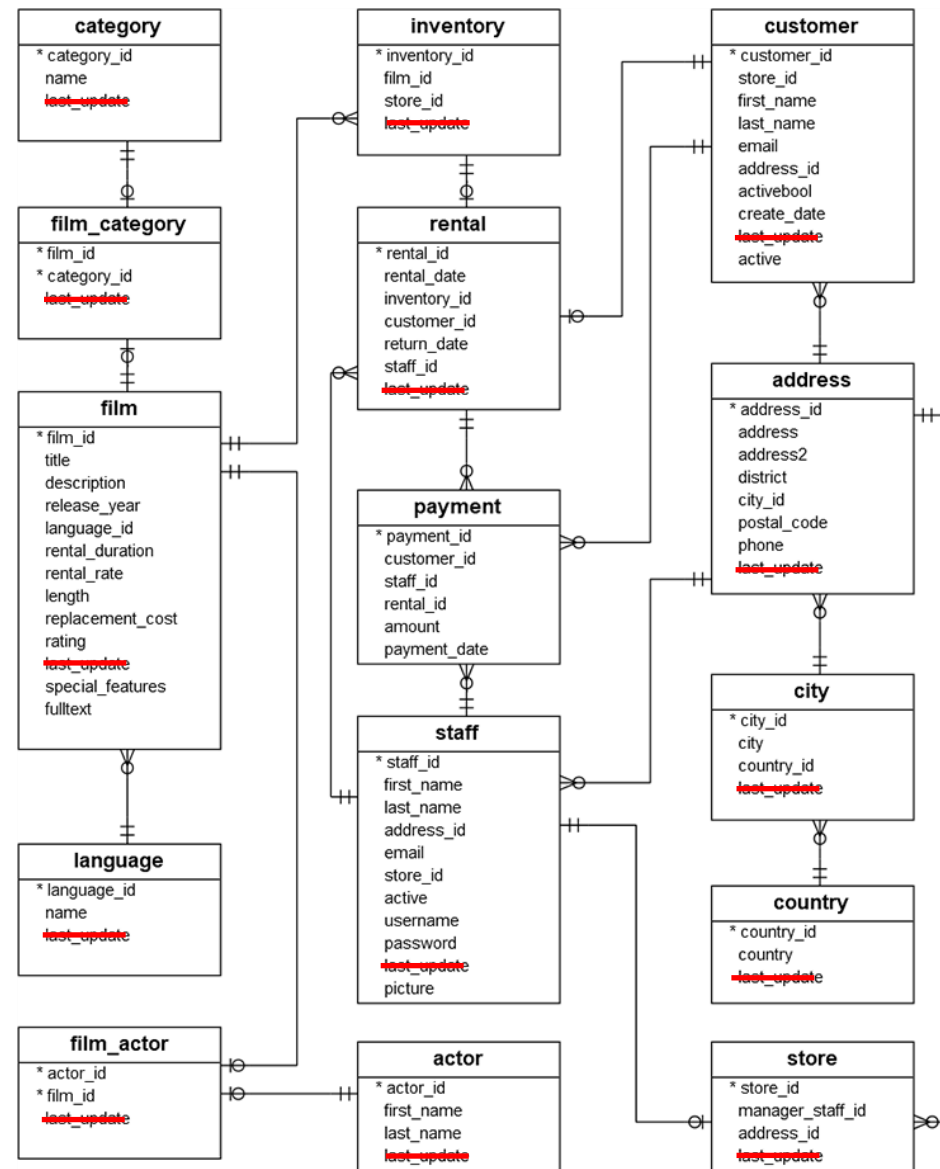 category
* category_id
name
last_update
film_category
* film_id
* category_id
last_update
film
* film_id
title
description
release_year
language_id
rental_duration
rental_rate
length
replacement_cost
rating
last_update
special_features
fulltext
language
* language_id
name
last_update
film_actor
* actor_id
* film_id
last_update
inventory
* inventory_id
film_id
store_id
last_update
rental
* rental_id
rental_date
inventory_id
customer_id
return_date
staff_id
last_update
payment
* payment_id
customer_id
staff_id
rental_id
amount
payment_date
staff
* staff_id
first_name
last_name
address_id
email
store_id
active
username
password
last_update
picture
actor
* actor_id
first_name
last_name
last_update
customer
* customer_id
store_id
first_name
last_name
email
address_id
activebool
create_date
last_update
active
address
* address_id
address
address2
district
city_id
postal_code
phone
last_update
city
* city_id
city
country_id
last_update
country
* country_id
country
last_update
store
* store_id
manager_staff_id
address_id
last_update